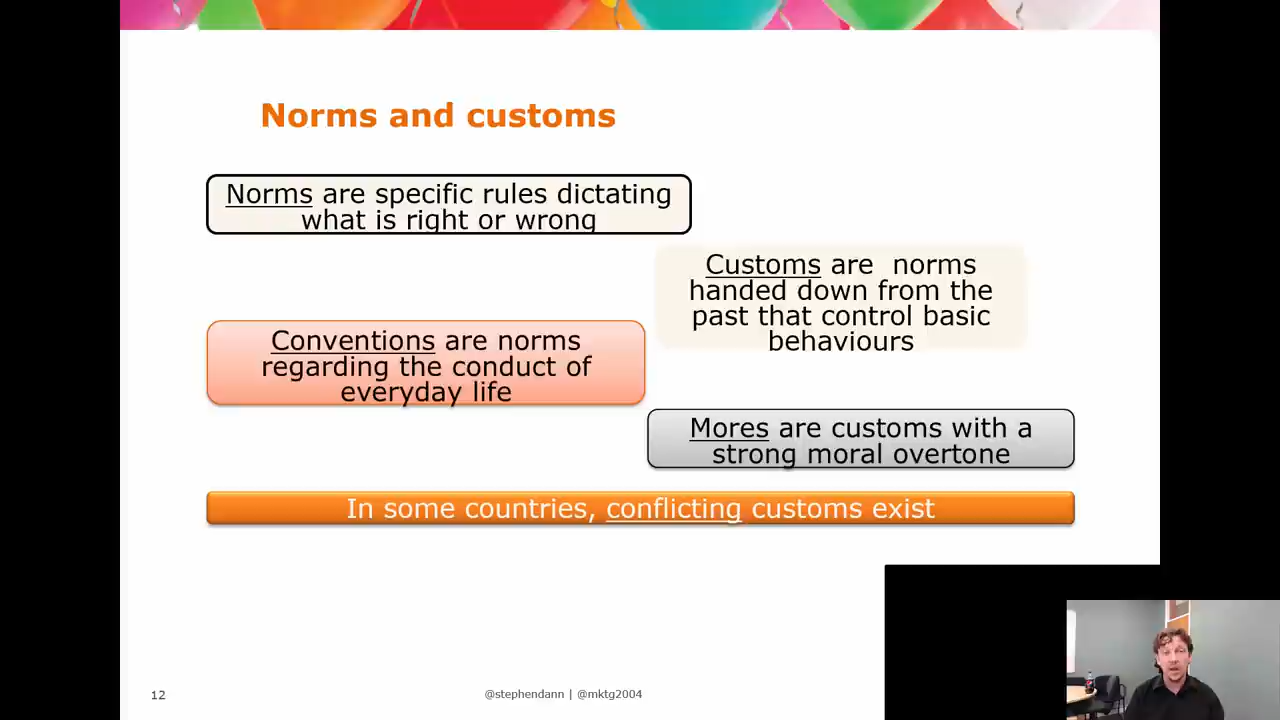 Norms and customs
Norms are specific rules dictating
what is right or wrong
Customs are  norms
handed down from the
past that control basic
behaviours
Conventions are norms
regarding the conduct of
everyday life
Mores are customs with a
strong moral overtone
In some countries, conflicting customs exist
12
@stephendann | @mktg2004